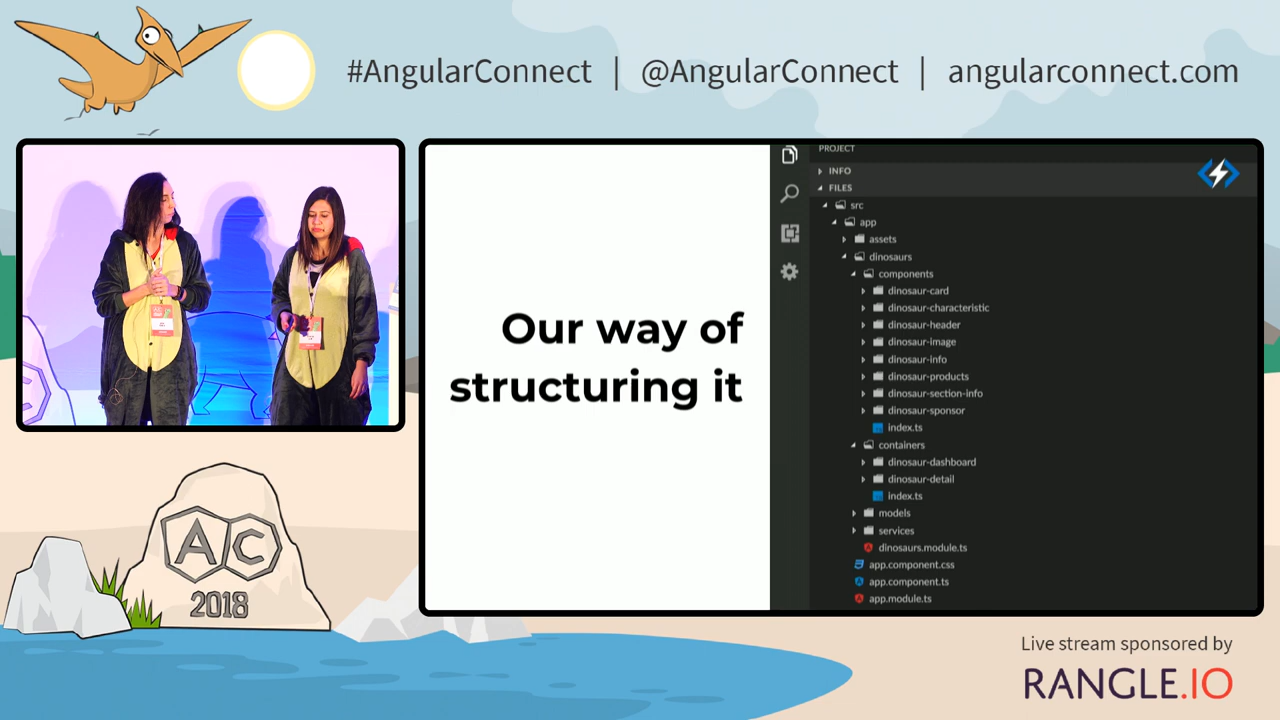 #AngularConnect | @AngularConnect | angularconnect.com
Our way of
structuring it
PROJECT
INFO
FILES
src
app
assets
dinosaurs
components
dinosaur-card
dinosaur-characteristic
dinosaur-header
dinosaur-image
dinosaur-info
dinosaur-products
dinosaur-section-info
dinosaur-sponsor
index.ts
containers
dinosaur-dashboard
dinosaur-detail
index.ts
models
services
dinosaurs.module.ts
app.component.css
app.component.ts
app.module.ts
AC
2018
Live stream sponsored by
RANGLE.IO